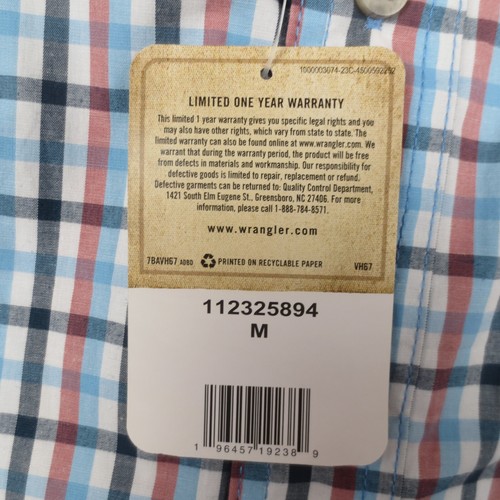 1000003674-23C-4500592957
LIMITED ONE YEAR WARRANTY
This limited 1 year warranty gives you specific legal rights and you
may also have other rights, which vary from state to state. The
limited warranty can also be found online at www.wrangler.com. We
warrant that during the warranty period, the product will be free
from defects in materials and workmanship. Our responsibility for
defective goods is limited to repair, replacement or refund.
Defective garments can be returned to: Quality Control Department,
1421 South Elm Eugene St., Greensboro, NC 27406. For more
information, please call 1-888-784-8571.
www.wrangler.com
7BAVH67 AD8D PRINTED ON RECYCLABLE PAPER VH67
112325894
M
1 96457 19238 9